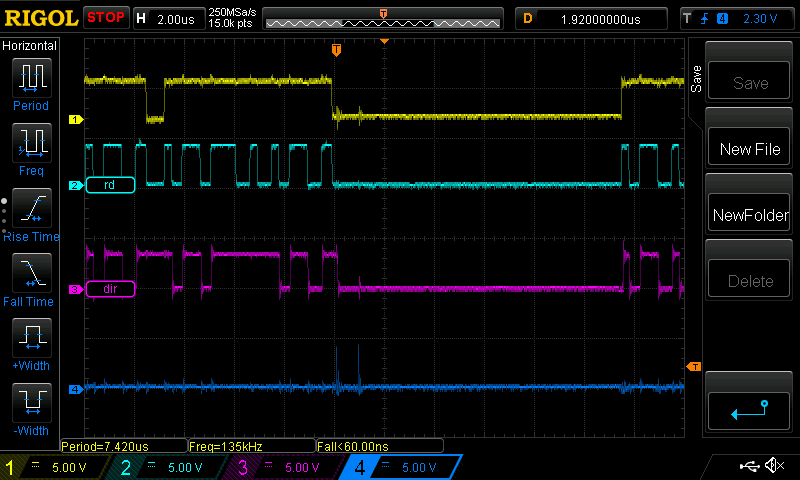 RIGOL STOP H 2.00us 250MSa/s 15.0k pts T D 1.92000000us T 4 2.30 V
Horizontal
Period
Freq
Rise Time
Fall Time
+Width
-Width
T
1
2 rd
3 dir
4
T
Save
Save
New File
NewFolder
Delete
Period=7.420us Freq=135kHz Fall<60.00ns
1 5.00 V 2 5.00 V 3 5.00 V 4 5.00 V